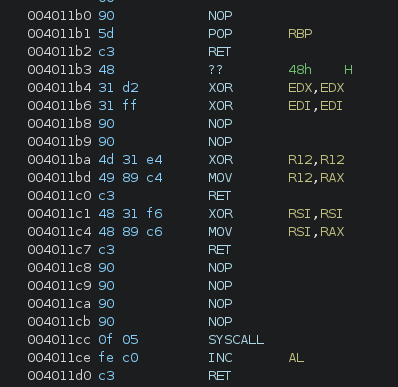 004011b0 90 NOP
004011b1 5d POP RBP
004011b2 c3 RET
004011b3 48 ?? 48h H
004011b4 31 d2 XOR EDX,EDX
004011b6 31 ff XOR EDI,EDI
004011b8 90 NOP
004011b9 90 NOP
004011ba 4d 31 e4 XOR R12,R12
004011bd 49 89 c4 MOV R12,RAX
004011c0 c3 RET
004011c1 48 31 f6 XOR RSI,RSI
004011c4 48 89 c6 MOV RSI,RAX
004011c7 c3 RET
004011c8 90 NOP
004011c9 90 NOP
004011ca 90 NOP
004011cb 90 NOP
004011cc 0f 05 SYSCALL
004011ce fe c0 INC AL
004011d0 c3 RET